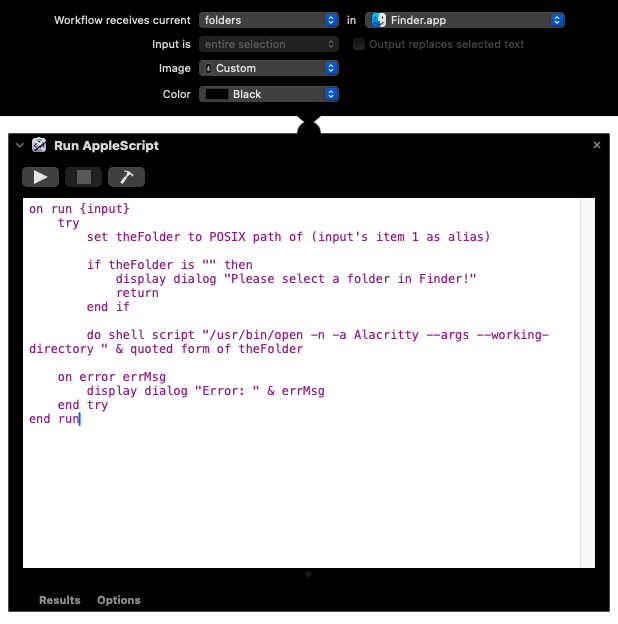 Workflow receives current folders in Finder.app
Input is entire selection Output replaces selected text
Image Custom
Color Black
Run AppleScript
on run {input}
try
set theFolder to POSIX path of (input's item 1 as alias)
if theFolder is "" then
display dialog "Please select a folder in Finder!"
return
end if
do shell script "/usr/bin/open -n -a Alacritty --args --working-
directory " & quoted form of theFolder
on error errMsg
display dialog "Error: " & errMsg
end try
end run
Results Options